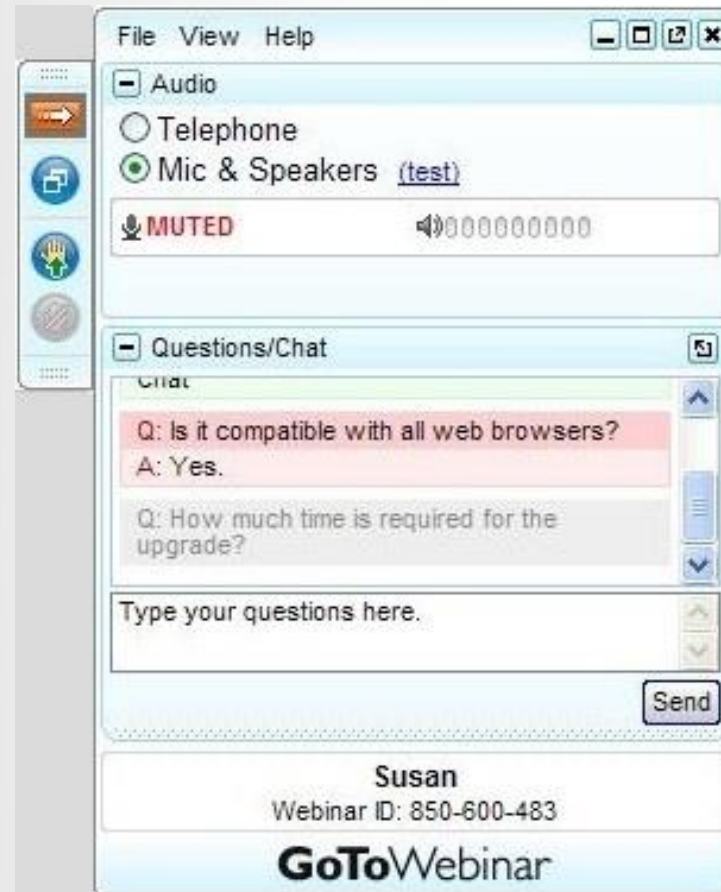 File View Help
Audio
Telephone
Mic & Speakers (test)
MUTED
Questions/Chat
Chat
Q: Is it compatible with all web browsers?
A: Yes.
Q: How much time is required for the
upgrade?
Type your questions here.
Send
Susan
Webinar ID: 850-600-483
GoToWebinar